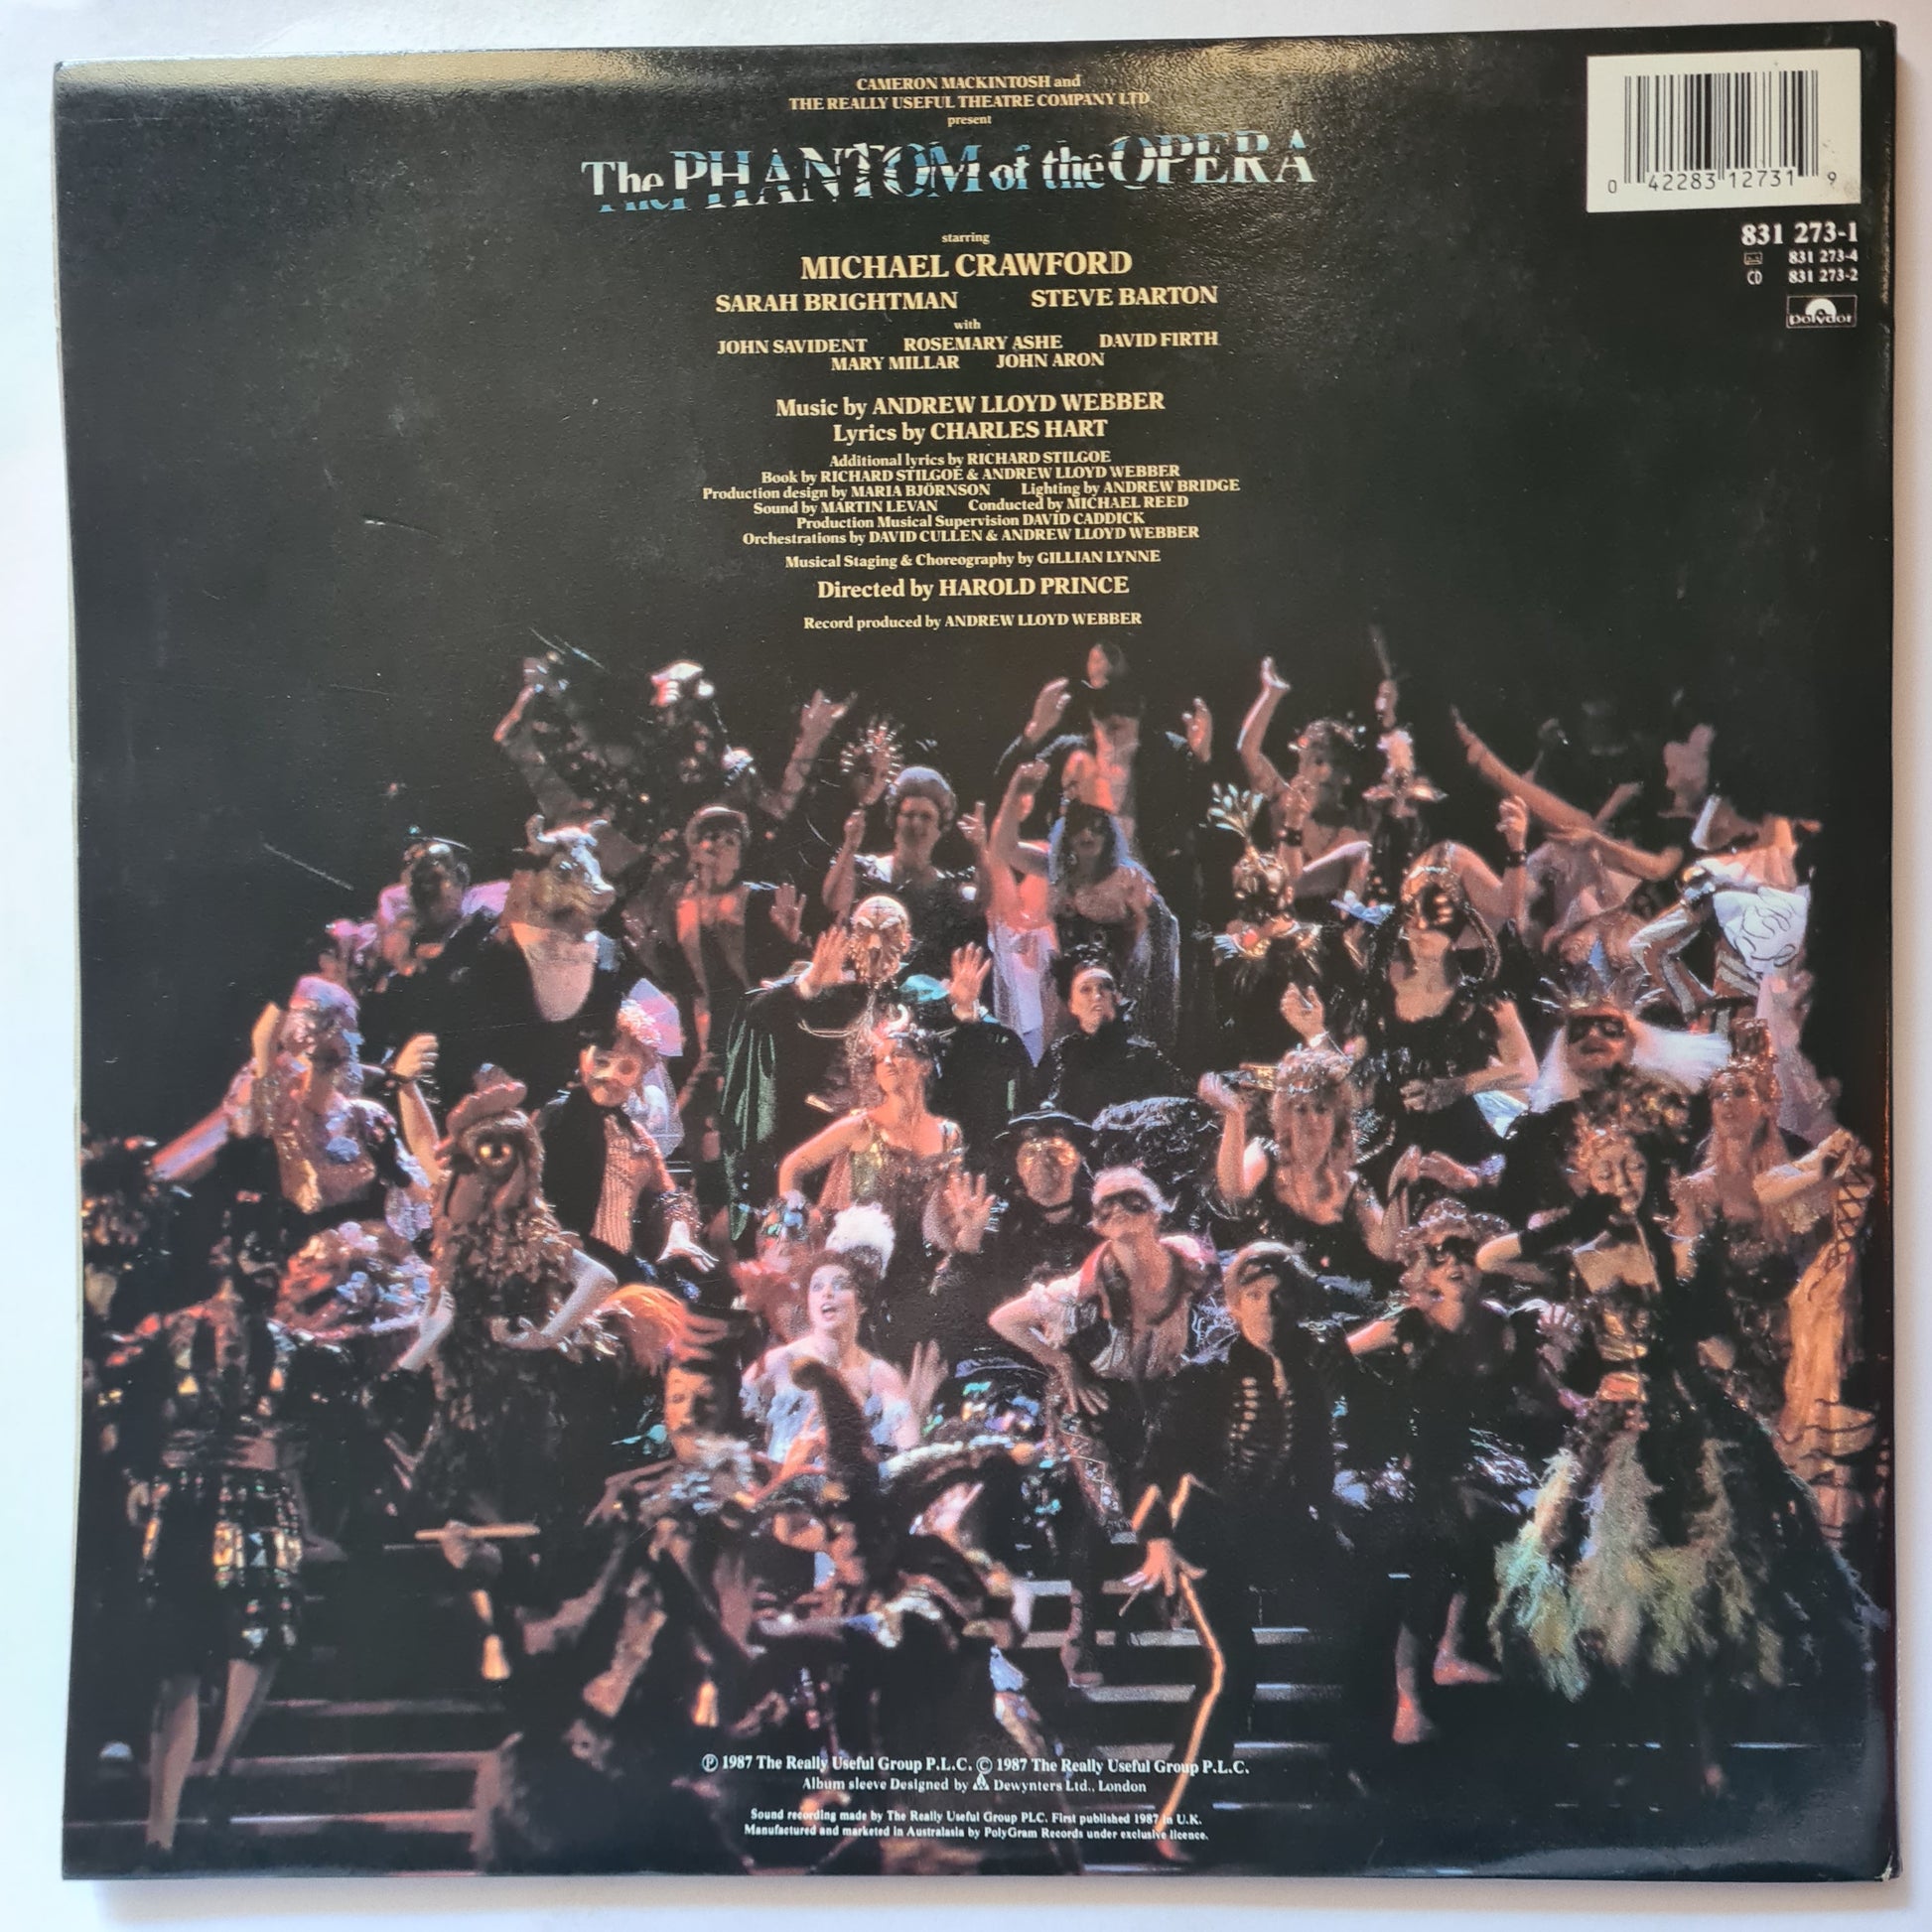 CAMERON MACKINTOSH and
THE REALLY USEFUL THEATRE COMPANY LTD
present
The PHANTOM of the OPERA
starring
MICHAEL CRAWFORD
SARAH BRIGHTMAN STEVE BARTON
with
JOHN SAVIDENT ROSEMARY ASHE DAVID FIRTH
MARY MILLAR JOHN ARON
Music by ANDREW LLOYD WEBBER
Lyrics by CHARLES HART
Additional lyrics by RICHARD STILGOE
Book by RICHARD STILGOE & ANDREW LLOYD WEBBER
Production design by MARIA BJÖRNSON Lighting by ANDREW BRIDGE
Sound by MARTIN LEVAN Conducted by MICHAEL REED
Production Musical Supervision DAVID CADDICK
Orchestrations by DAVID CULLEN & ANDREW LLOYD WEBBER
Musical Staging & Choreography by GILLIAN LYNNE
Directed by HAROLD PRINCE
Record produced by ANDREW LLOYD WEBBER
0 42283 12731 9
831 273-1
831 273-4
CD 831 273-2
polydor
℗ 1987 The Really Useful Group P.L.C. © 1987 The Really Useful Group P.L.C.
Album sleeve Designed by Dewynters Ltd., London
Sound recording made by The Really Useful Group PLC. First published 1987 in U.K.
Manufactured and marketed in Australasia by PolyGram Records under exclusive licence.